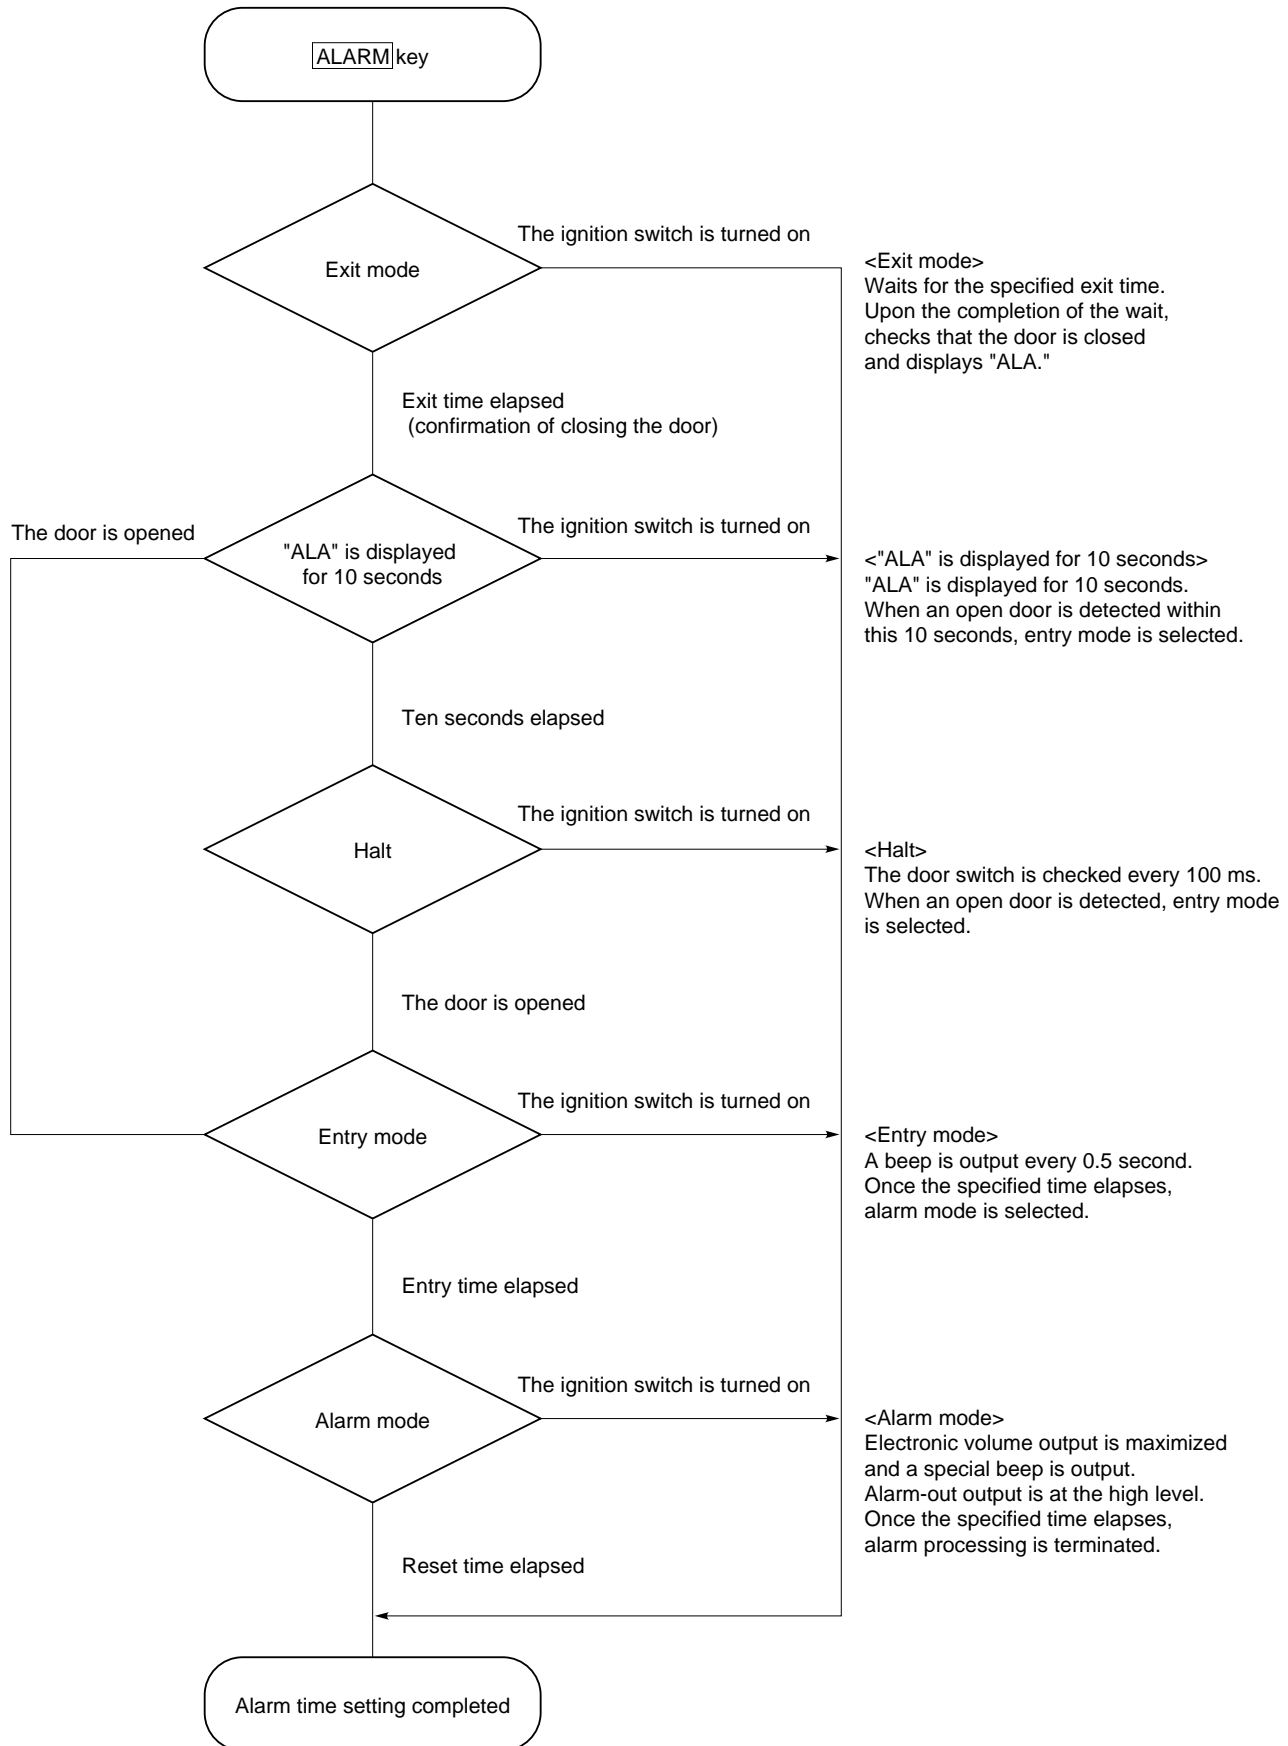 ALARM key
The ignition switch is turned on
Exit mode
<Exit mode>
Waits for the specified exit time.
Upon the completion of the wait,
checks that the door is closed
and displays "ALA."
Exit time elapsed
(confirmation of closing the door)
The door is opened
The ignition switch is turned on
"ALA" is displayed
for 10 seconds
<"ALA" is displayed for 10 seconds>
"ALA" is displayed for 10 seconds.
When an open door is detected within
this 10 seconds, entry mode is selected.
Ten seconds elapsed
The ignition switch is turned on
Halt
<Halt>
The door switch is checked every 100 ms.
When an open door is detected, entry mode
is selected.
The door is opened
The ignition switch is turned on
Entry mode
<Entry mode>
A beep is output every 0.5 second.
Once the specified time elapses,
alarm mode is selected.
Entry time elapsed
The ignition switch is turned on
Alarm mode
<Alarm mode>
Electronic volume output is maximized
and a special beep is output.
Alarm-out output is at the high level.
Once the specified time elapses,
alarm processing is terminated.
Reset time elapsed
Alarm time setting completed